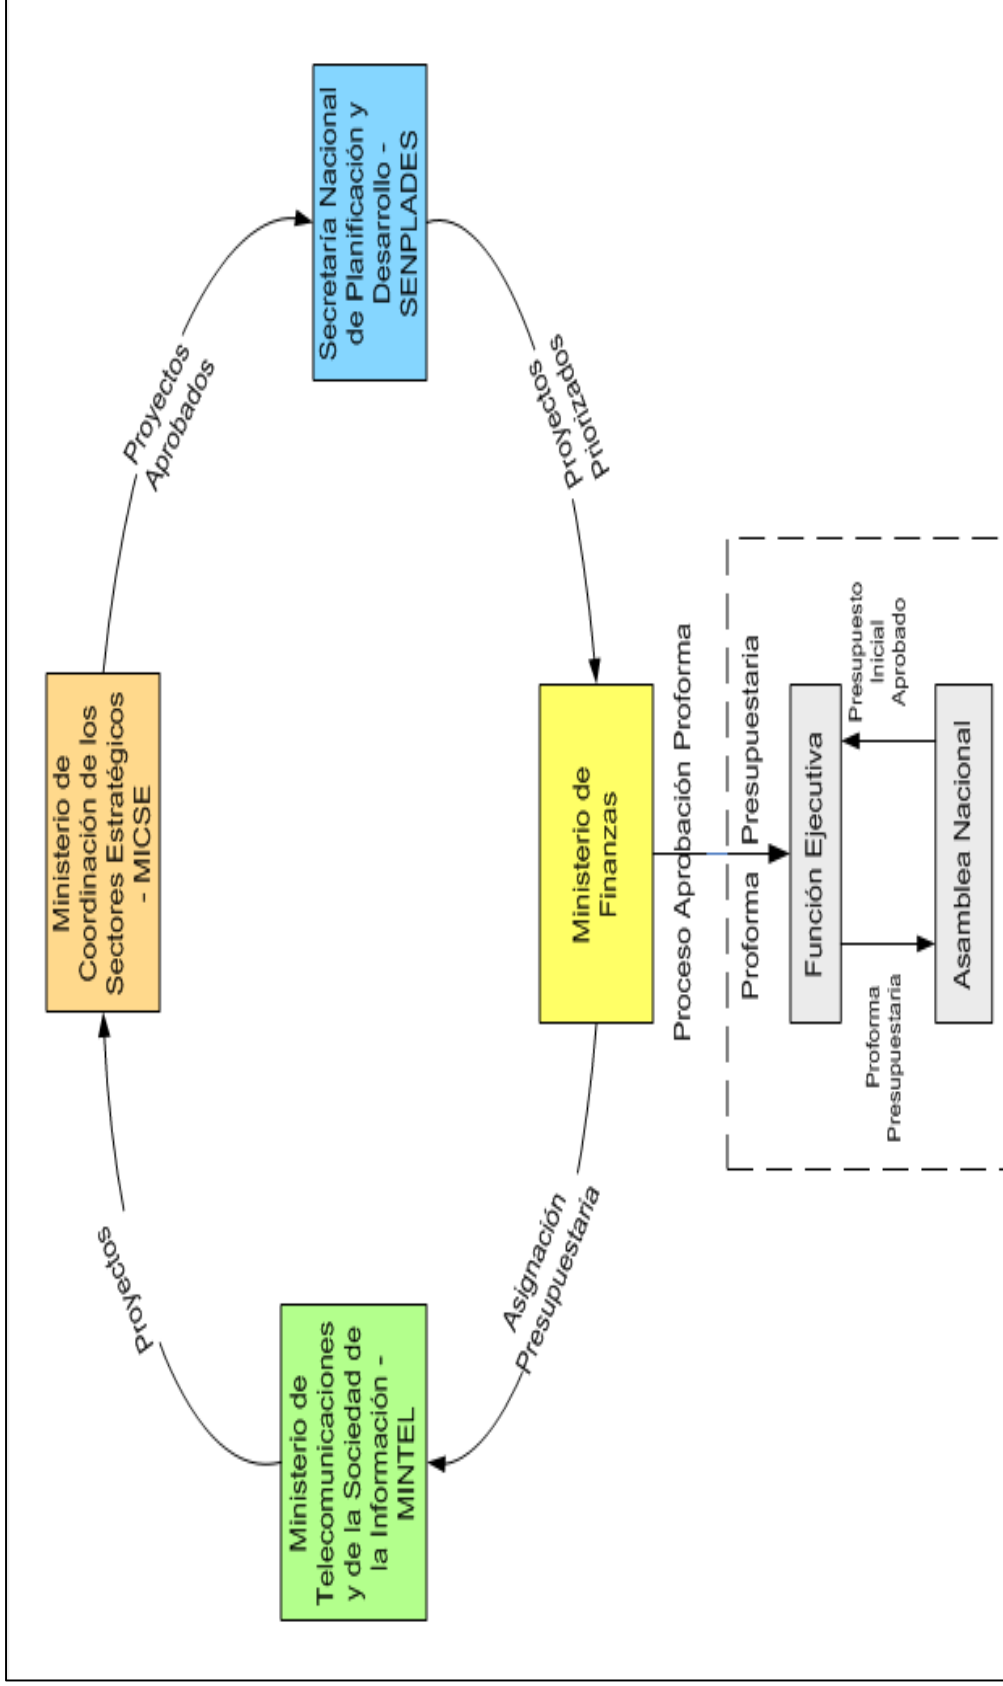 Ministerio de
Coordinación de los
Sectores Estratégicos
- MICSE
Proyectos
Aprobados
Secretaría Nacional
de Planificación y
Desarrollo -
SENPLADES
Proyectos
Priorizados
Ministerio de
Finanzas
Asignación
Presupuestaria
Ministerio de
Telecomunicaciones
y de la Sociedad de
la Información -
MINTEL
Proyectos
Proceso Aprobación Proforma
Proforma Presupuestaria
Función Ejecutiva
Proforma
Presupuestaria
Presupuesto
Inicial
Aprobado
Asamblea Nacional